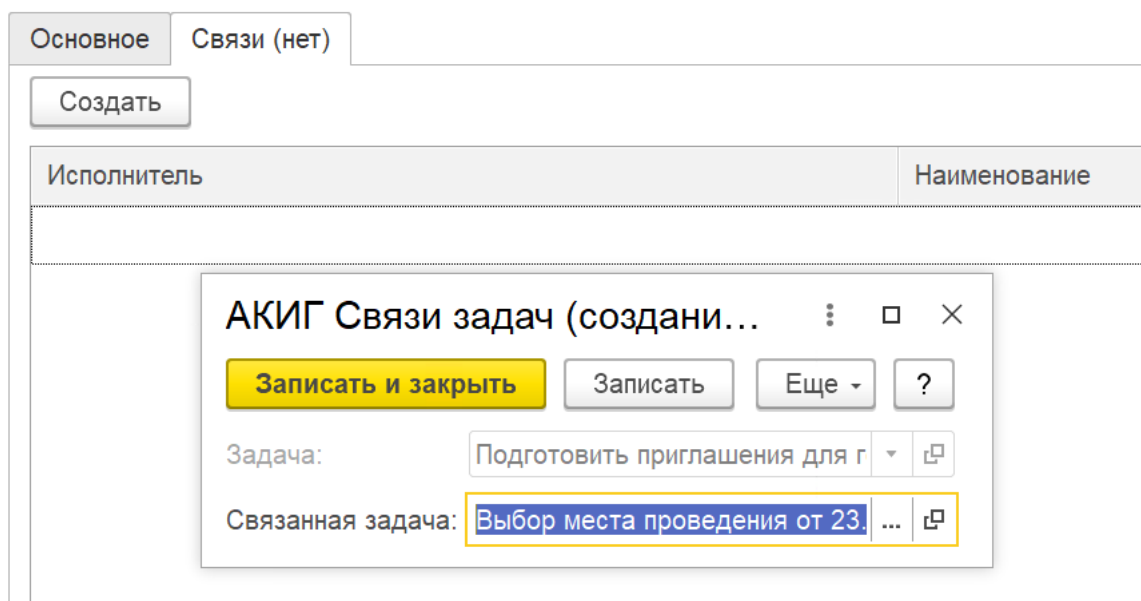 Основное Связи (нет)
Создать
Исполнитель Наименование
АКИГ Связи задач (создани...
Записать и закрыть Записать Еще ?
Задача: Подготовить приглашения для г
Связанная задача: Выбор места проведения от 23. ...